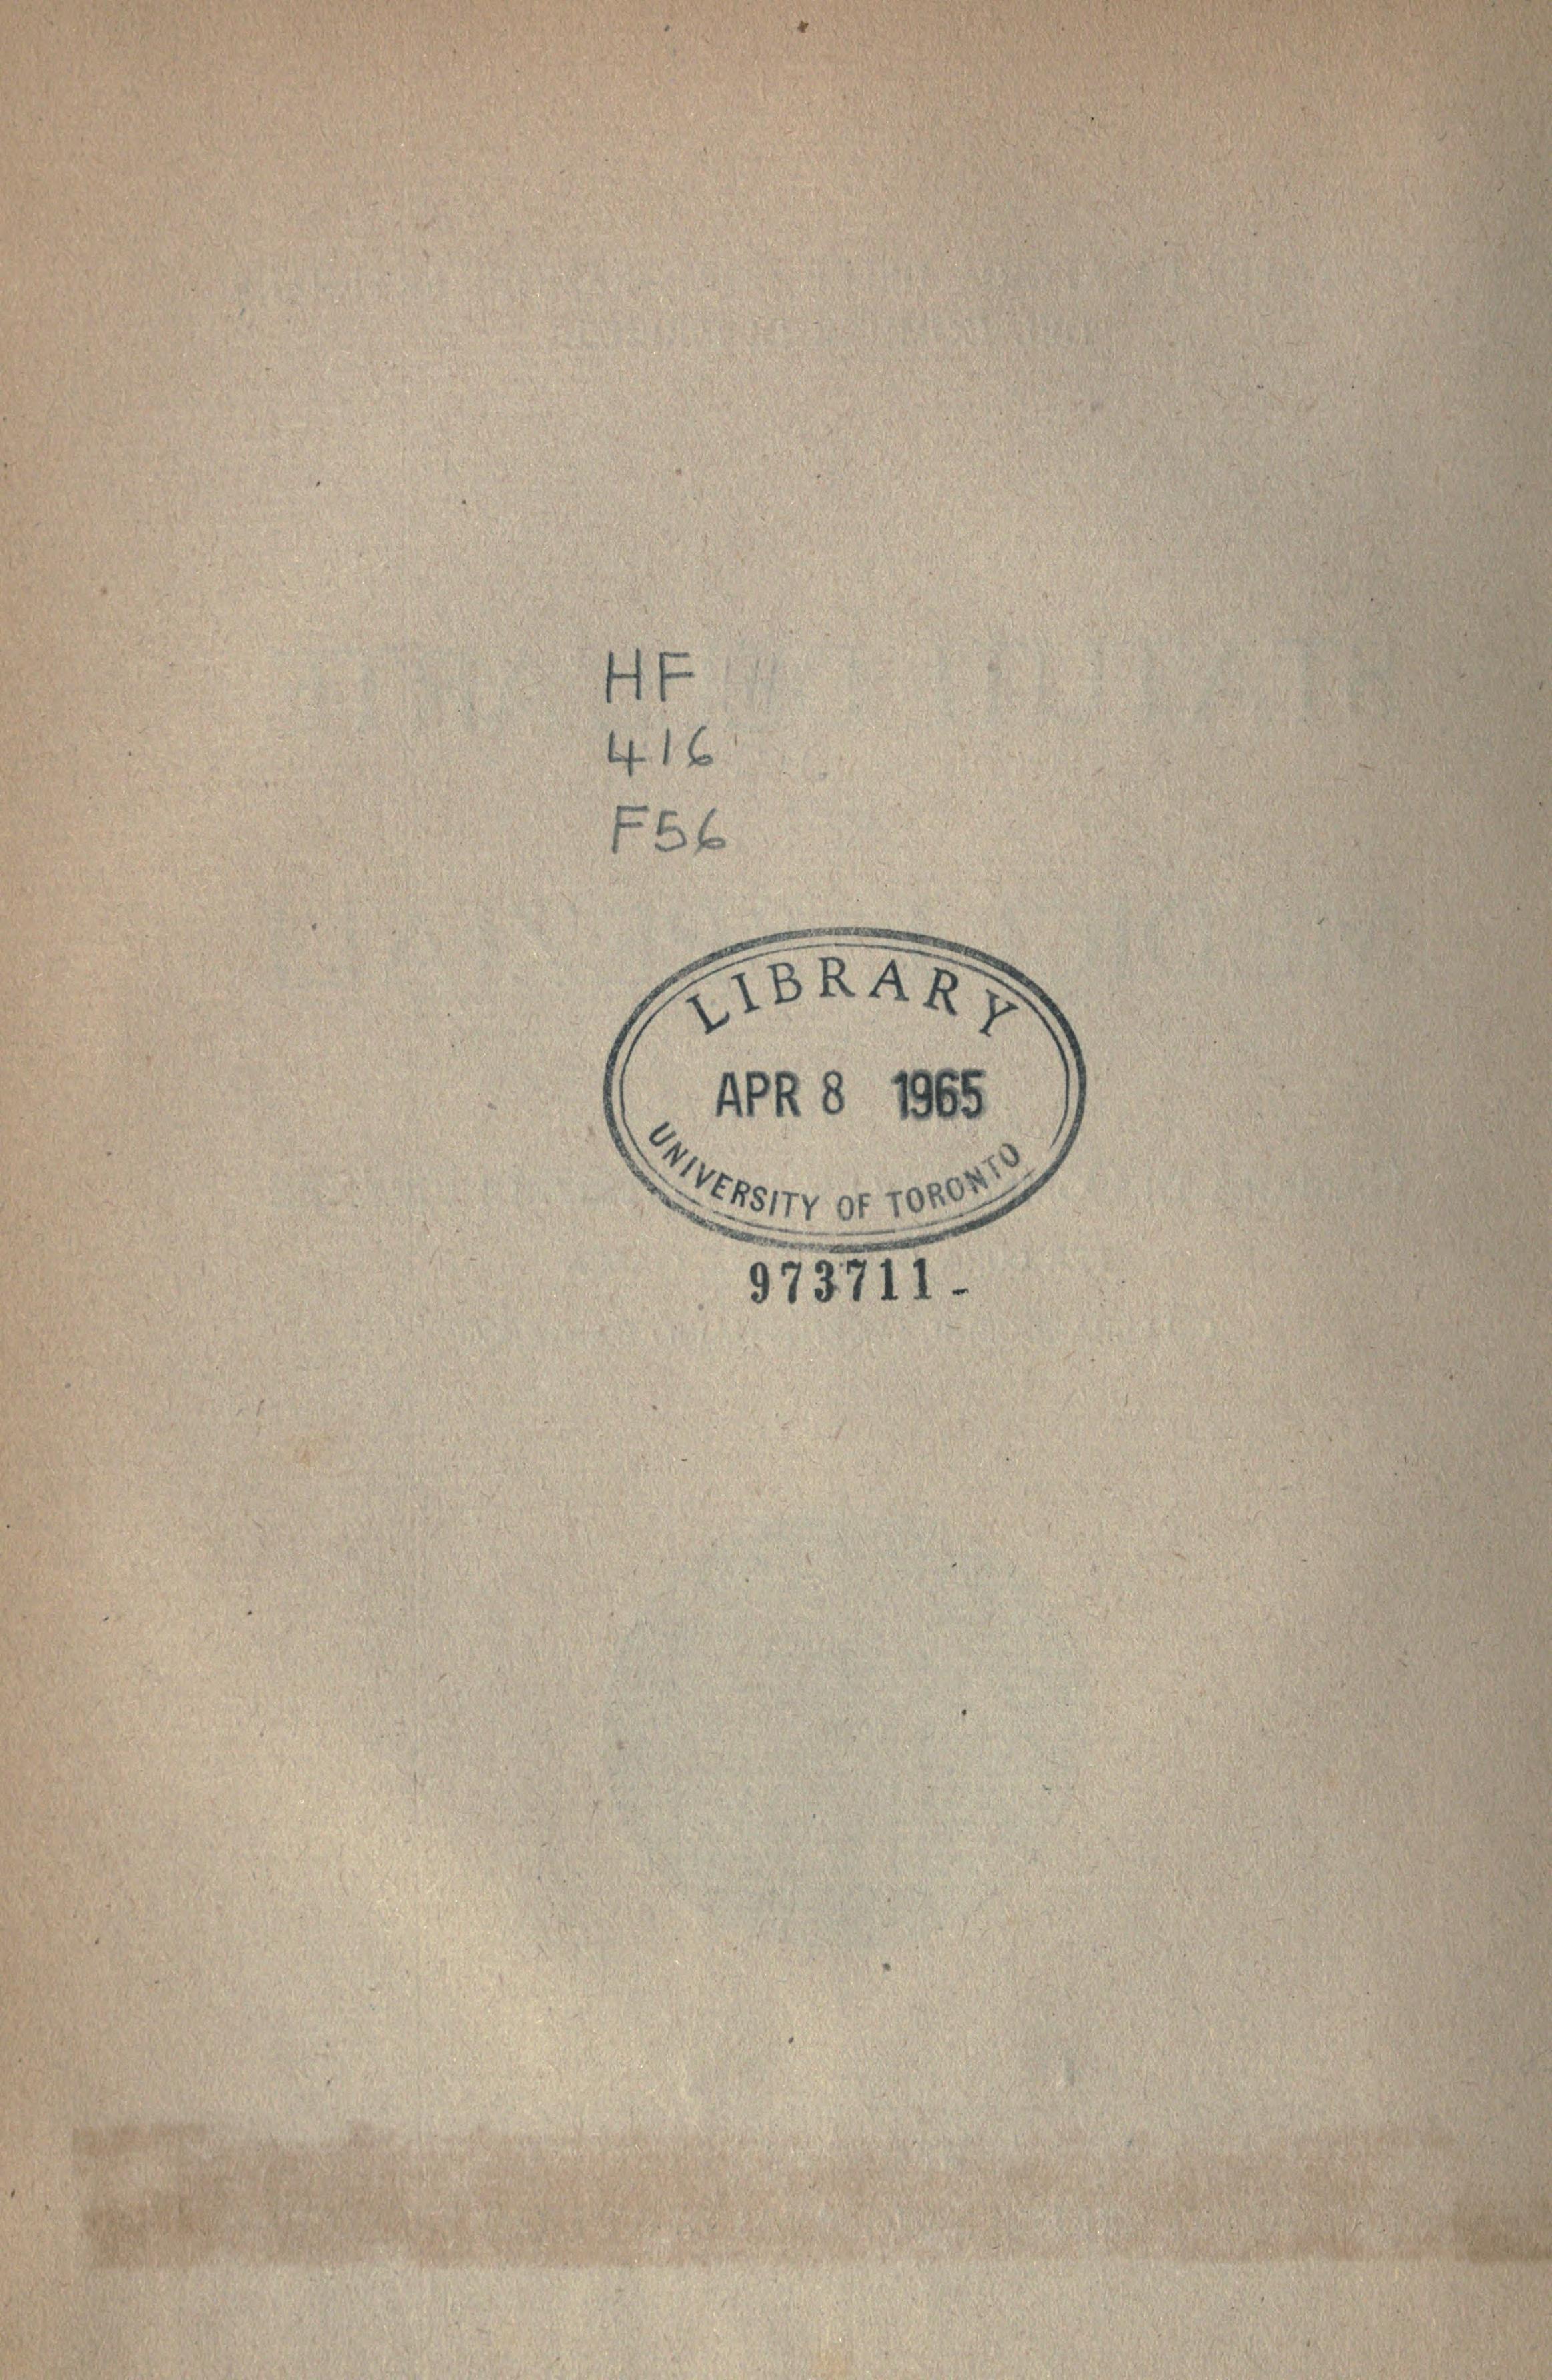 HF
416
F56
LIBRARY
APR 8 1965
UNIVERSITY OF TORONTO
973711-